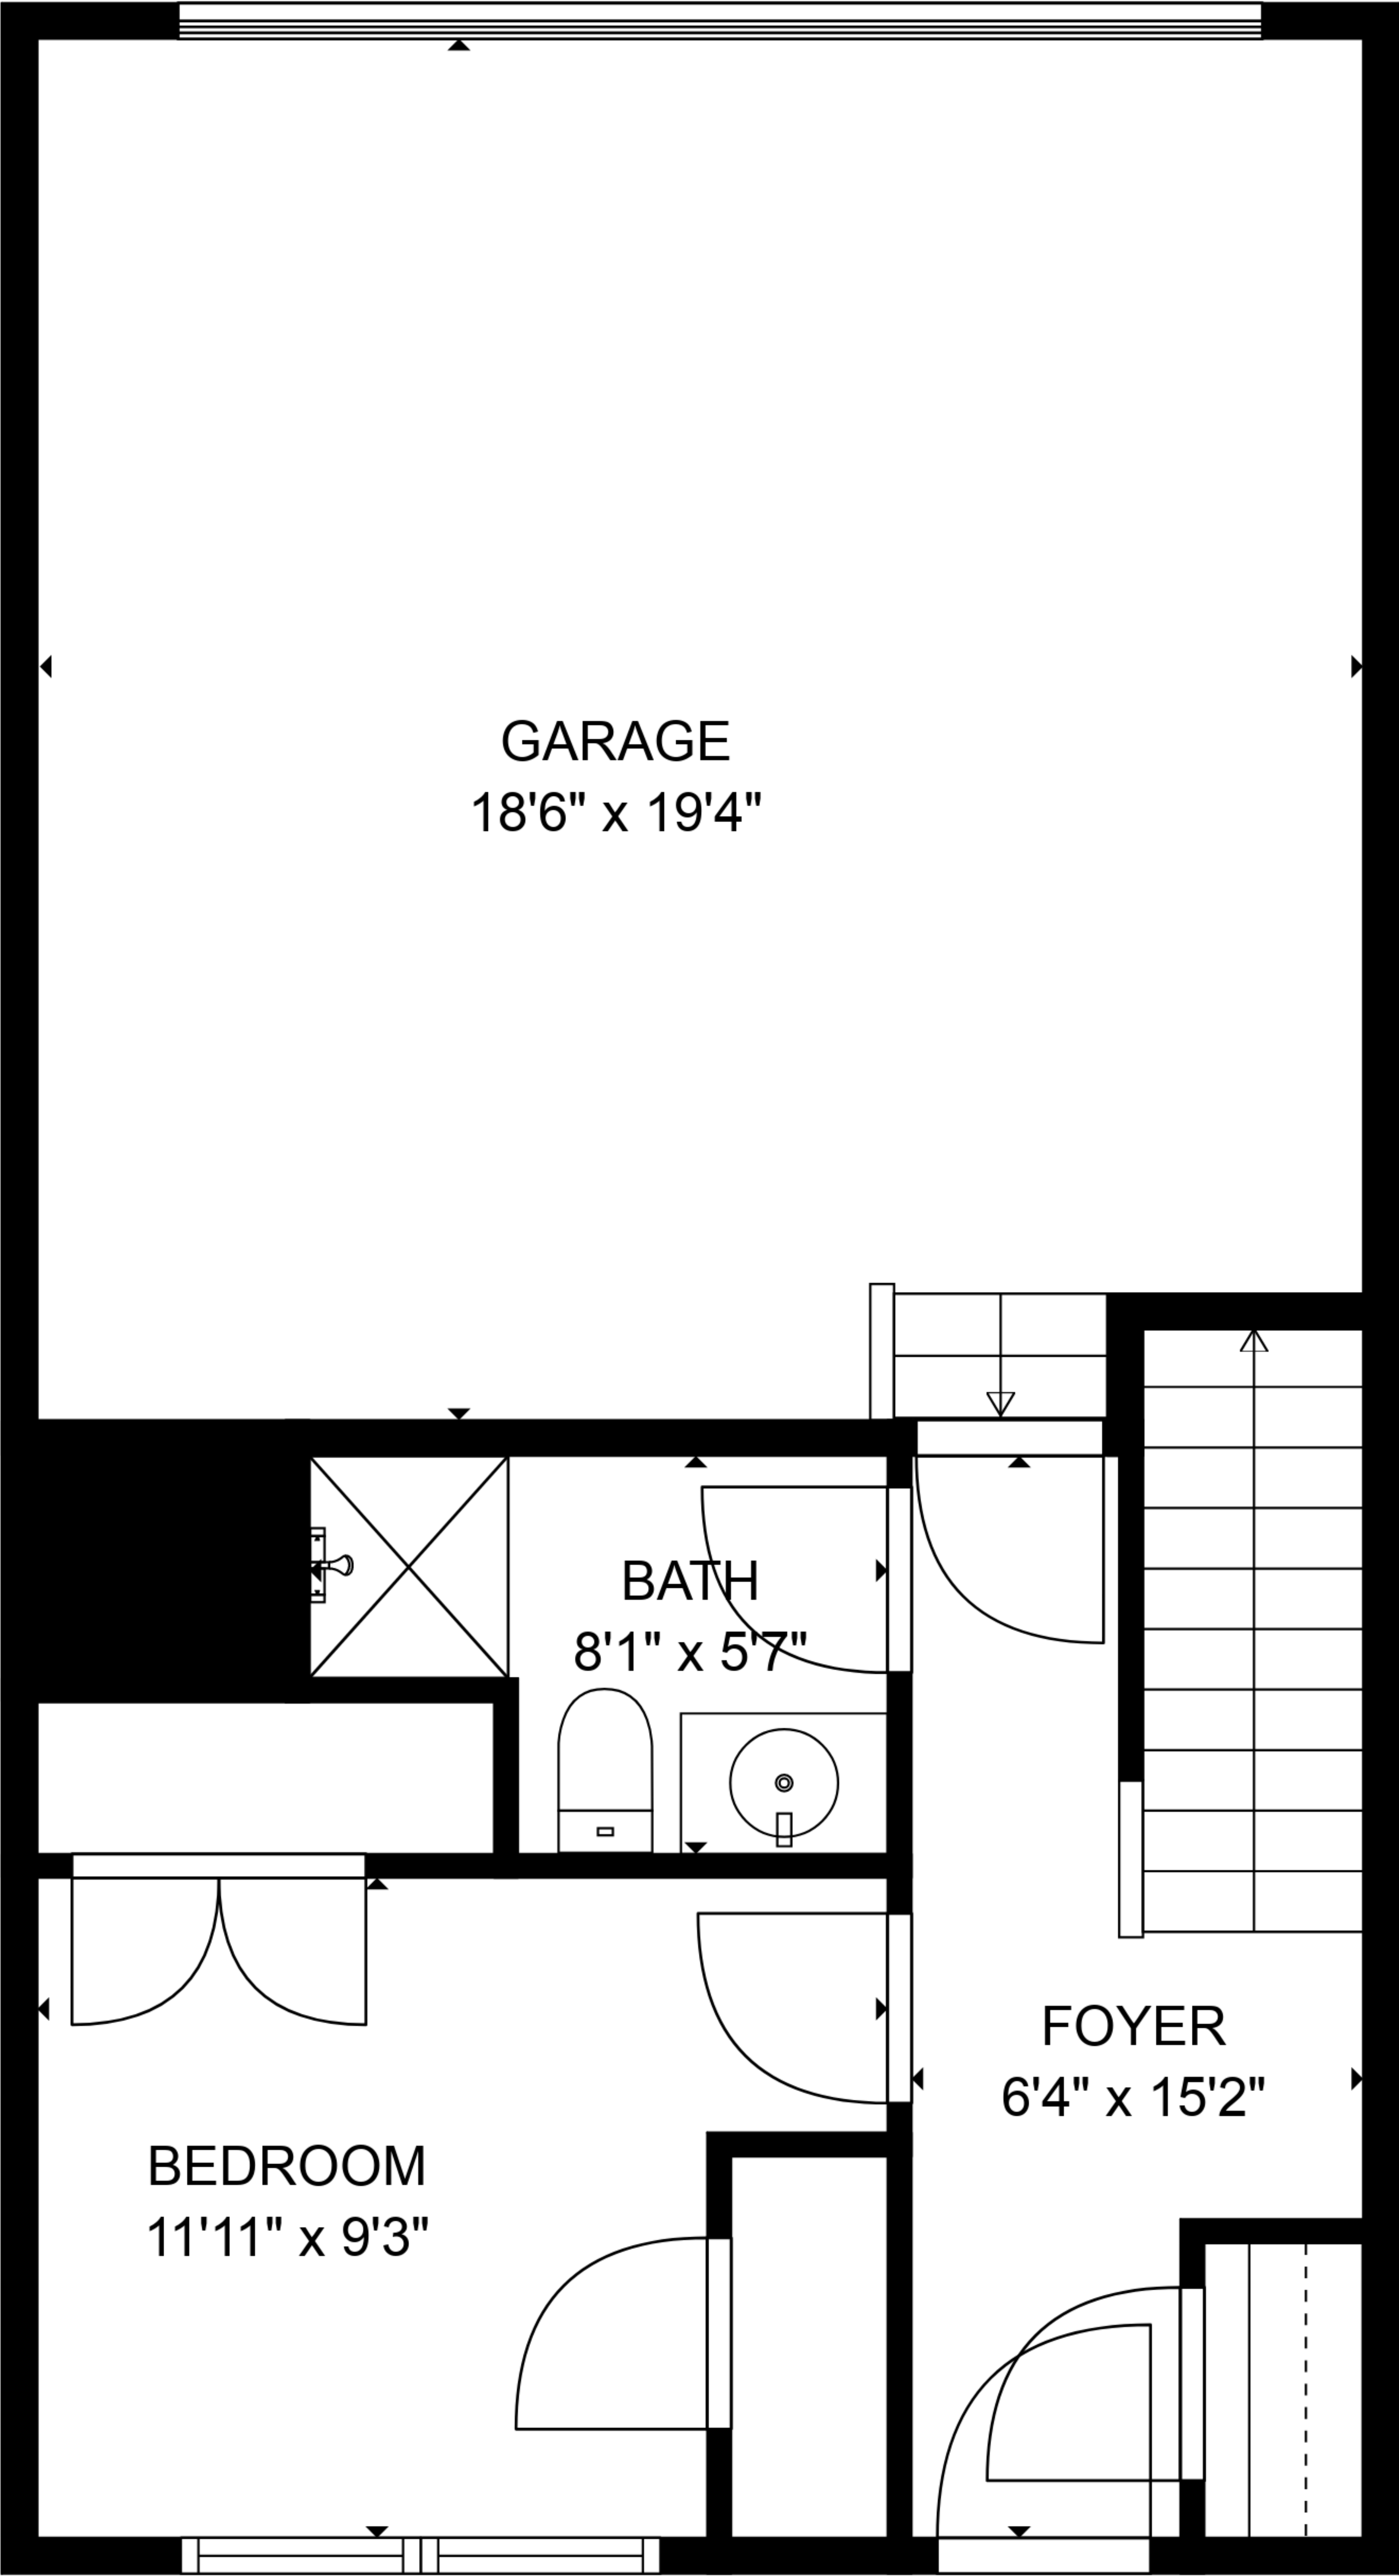 GARAGE
18'6" x 19'4"
BATH
8'1" x 5'7"
FOYER
6'4" x 15'2"
BEDROOM
11'11" x 9'3"